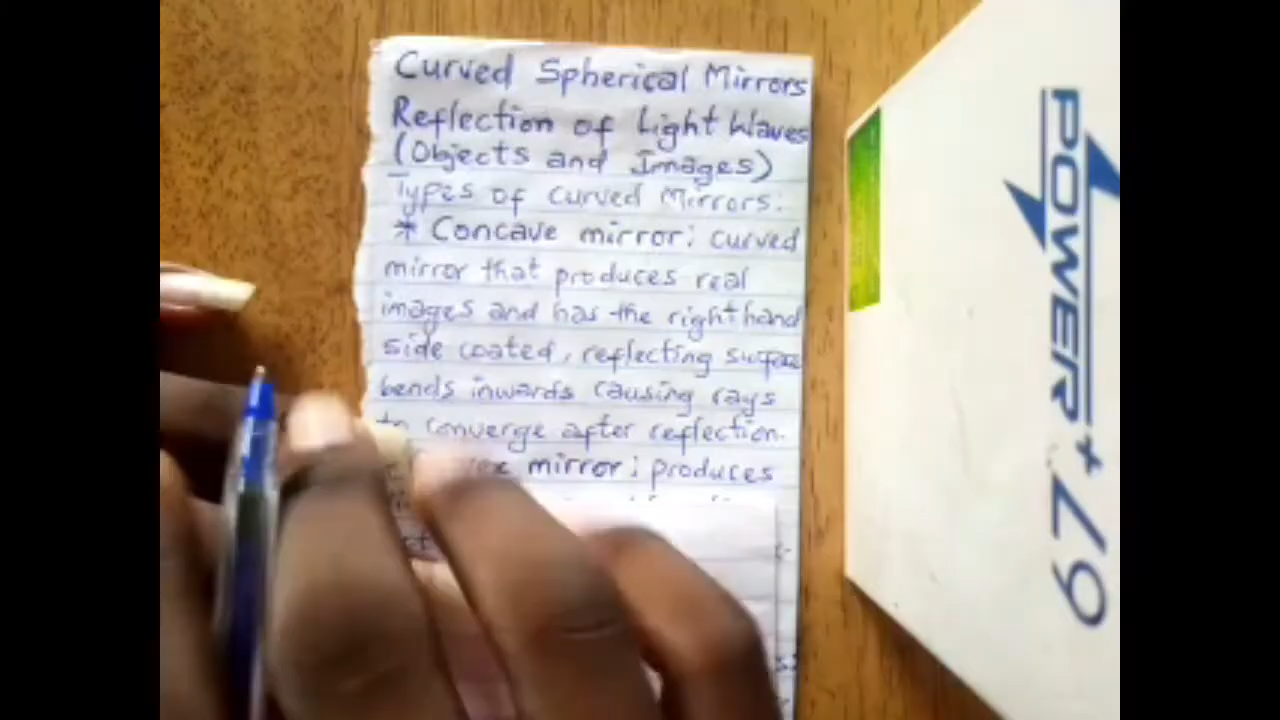 Curved Spherical Mirrors
Reflection of Light Waves
(Objects and Images)
Types of Curved Mirrors:
* Concave mirror: curved
mirror that produces real
images and has the right hand
side coated, reflecting surface
bends inwards causing rays
to converge after reflection.
mirror: produces
POWER+ L9